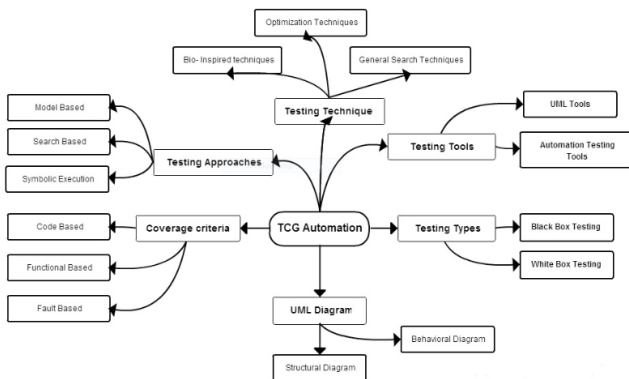 Optimization Techniques
Bio- Inspired techniques
General Search Techniques
Model Based
Testing Technique
UML Tools
Search Based
Testing Approaches
Testing Tools
Automation Testing
Tools
Symbolic Execution
Code Based
Coverage criteria
TCG Automation
Testing Types
Black Box Testing
Functional Based
White Box Testing
Fault Based
UML Diagram
Behavioral Diagram
Structural Diagram